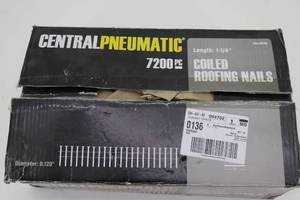 CENTRALPNEUMATIC®
7200 PC
Length: 1-1/4"
COILED
ROOFING NAILS
Diameter: 0.120"
0136